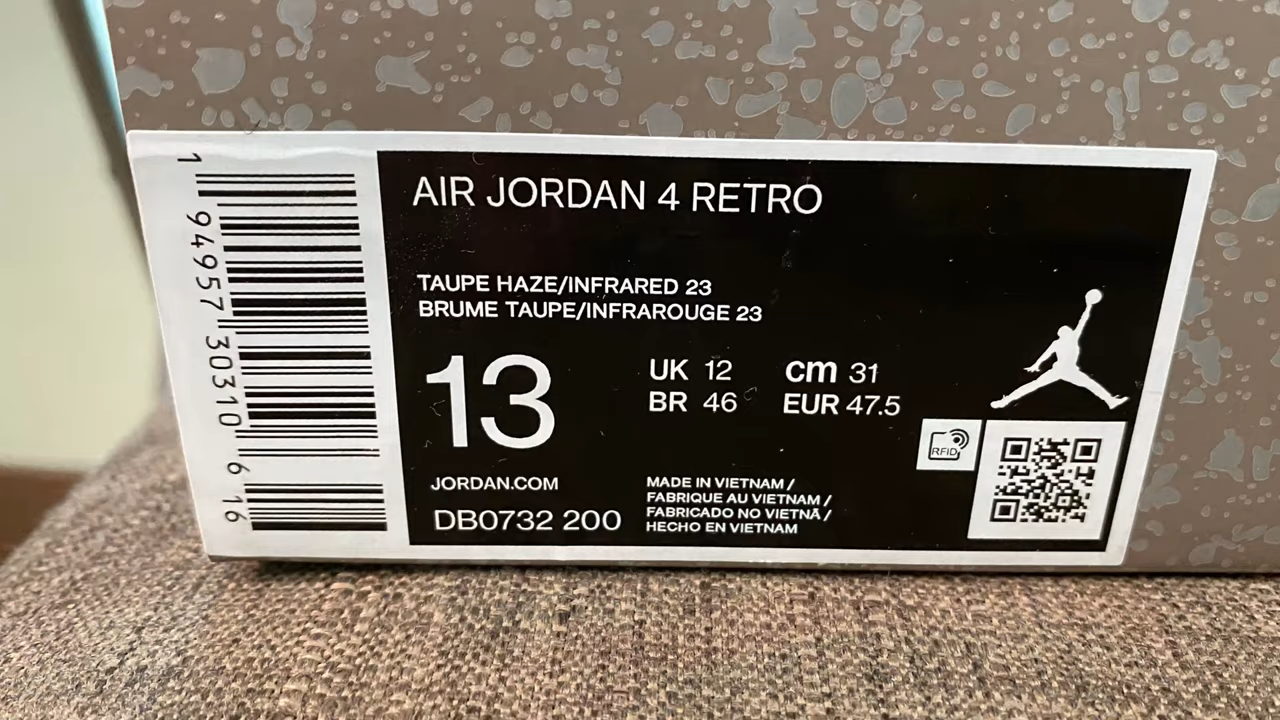 AIR JORDAN 4 RETRO
TAUPE HAZE/INFRARED 23
BRUME TAUPE/INFRAROUGE 23
13
UK 12 cm 31
BR 46 EUR 47.5
JORDAN.COM
DB0732 200
MADE IN VIETNAM /
FABRIQUE AU VIETNAM /
FABRICADO NO VIETNÃ /
HECHO EN VIETNAM
RFID
1 94957 30310 6 16